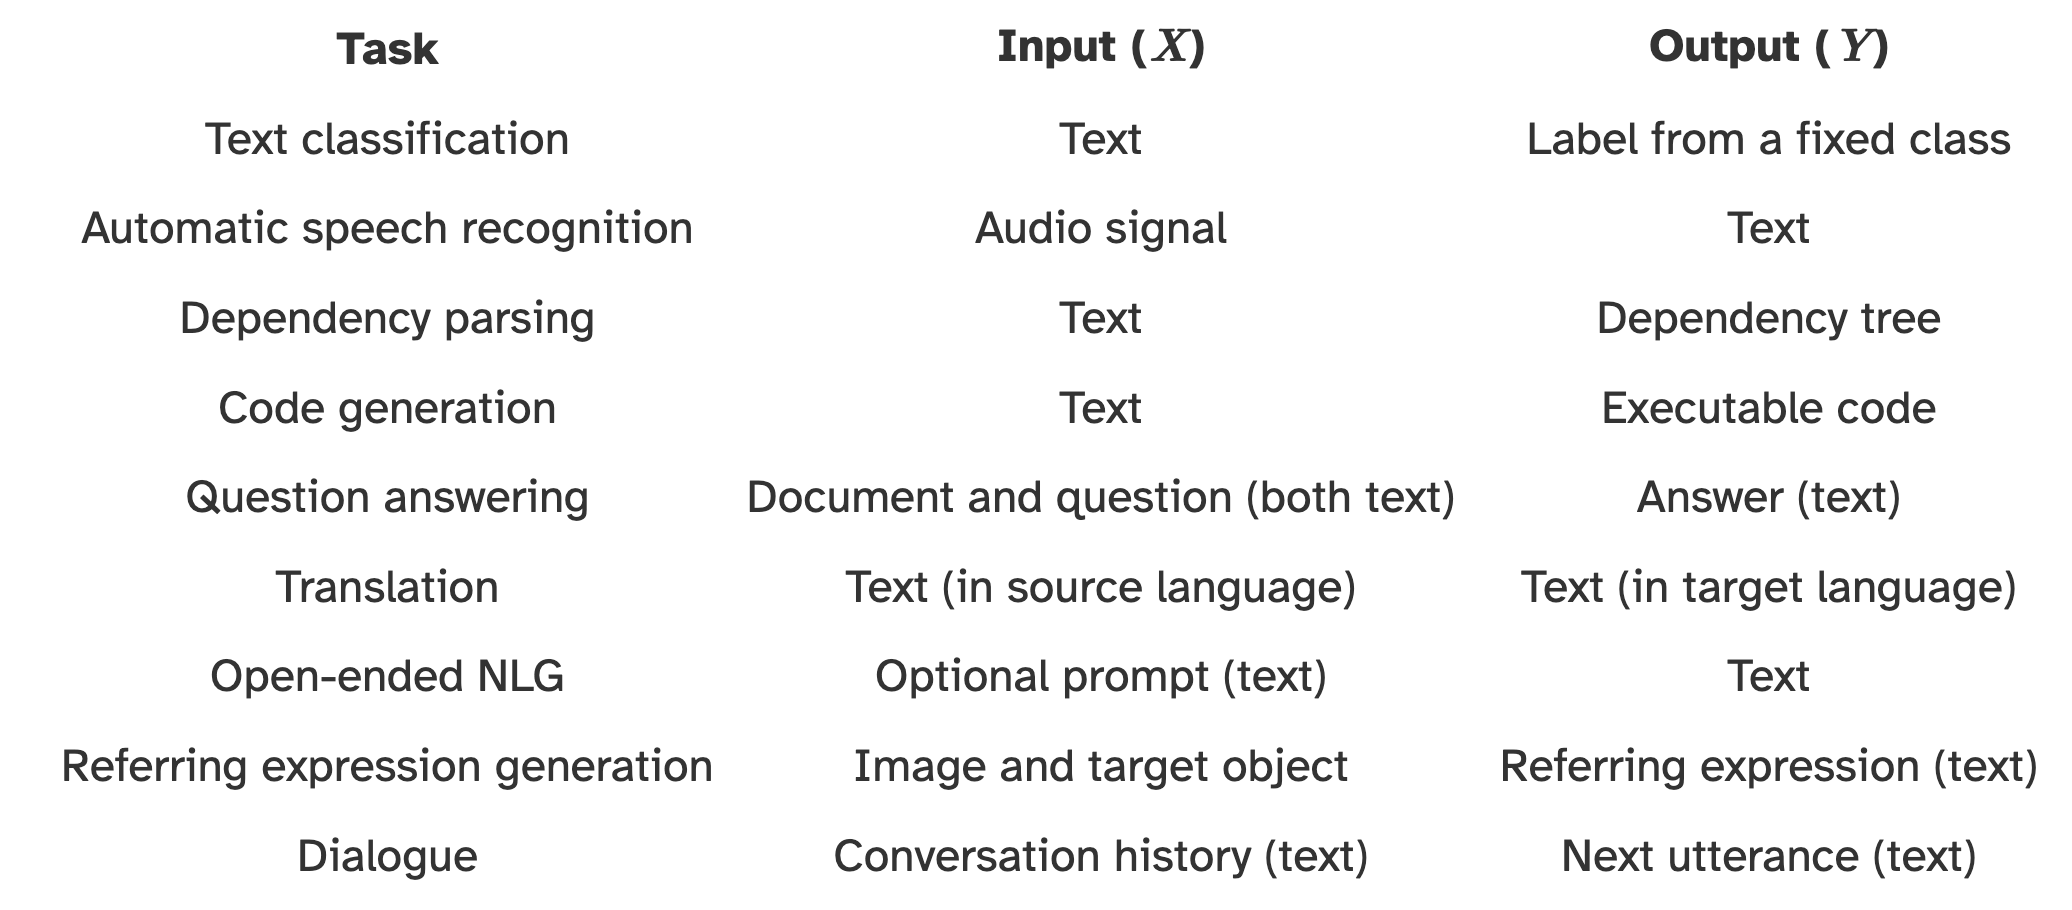 Task Input (X) Output (Y)
Text classification Text Label from a fixed class
Automatic speech recognition Audio signal Text
Dependency parsing Text Dependency tree
Code generation Text Executable code
Question answering Document and question (both text) Answer (text)
Translation Text (in source language) Text (in target language)
Open-ended NLG Optional prompt (text) Text
Referring expression generation Image and target object Referring expression (text)
Dialogue Conversation history (text) Next utterance (text)